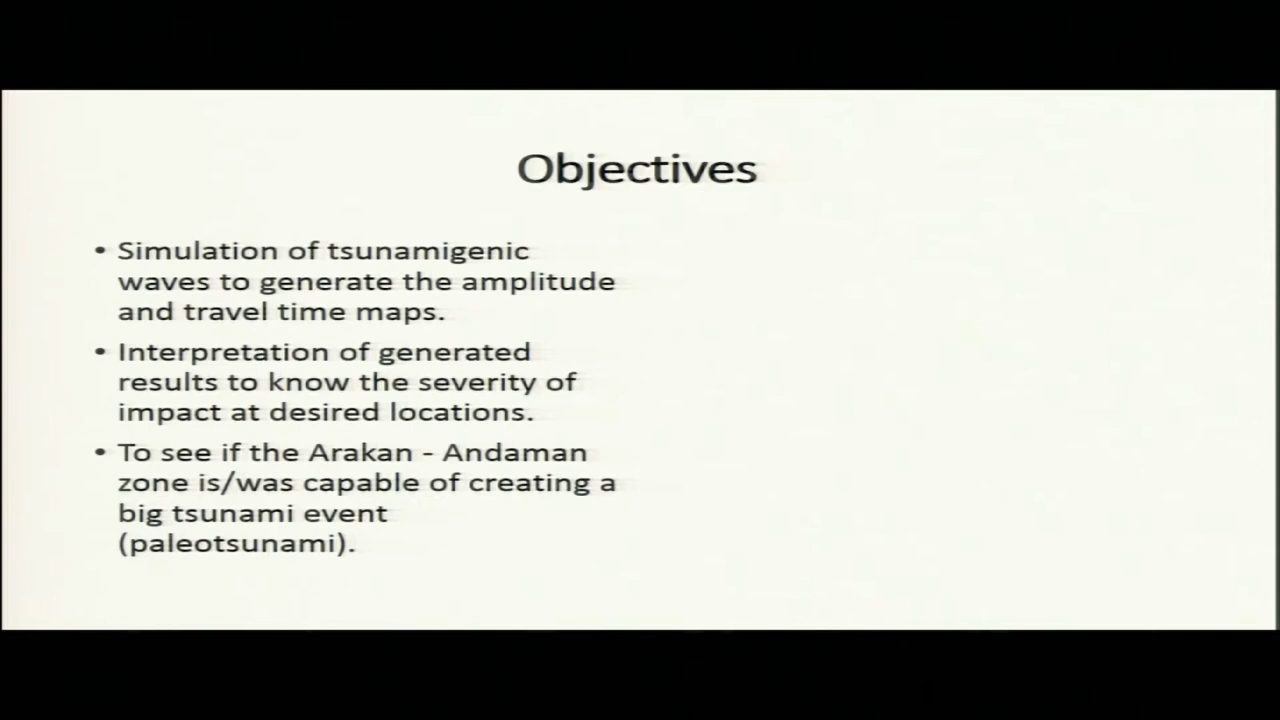 Objectives
• Simulation of tsunamigenic
waves to generate the amplitude
and travel time maps.
• Interpretation of generated
results to know the severity of
impact at desired locations.
• To see if the Arakan - Andaman
zone is/was capable of creating a
big tsunami event
(paleotsunami).